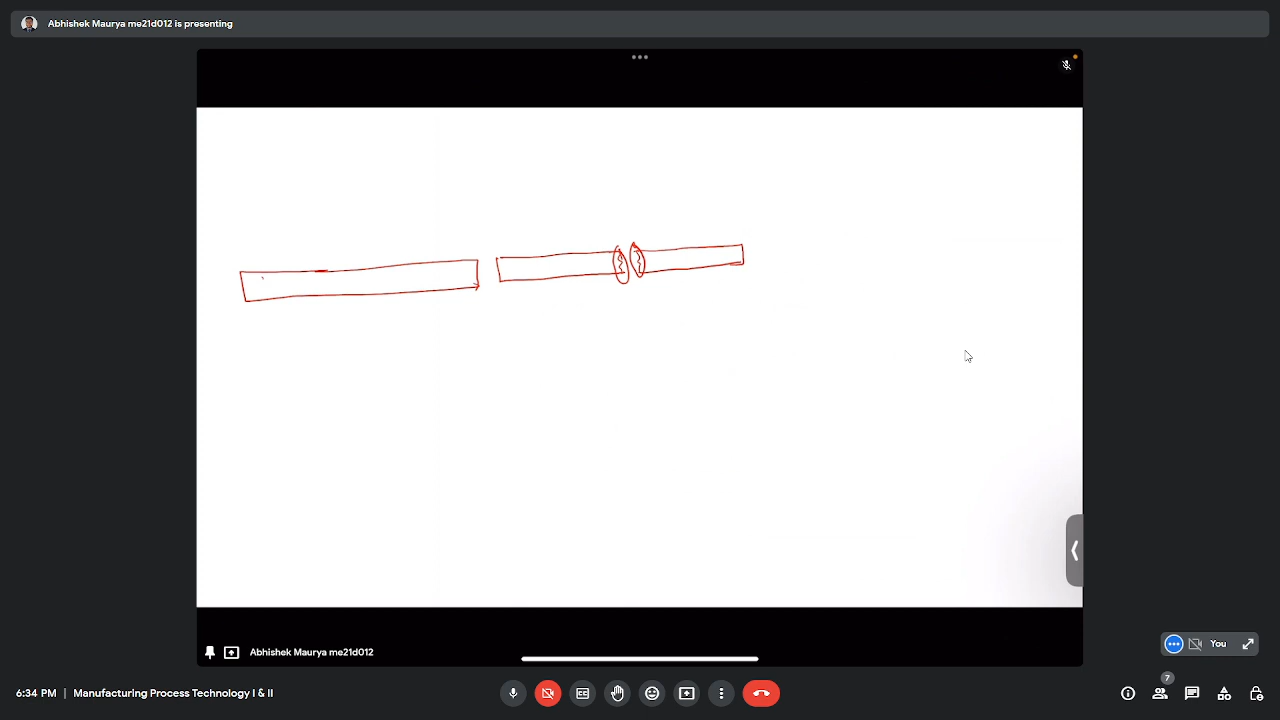 Abhishek Maurya me21d012 is presenting
Abhishek Maurya me21d012
You
7
6:34 PM | Manufacturing Process Technology I & II